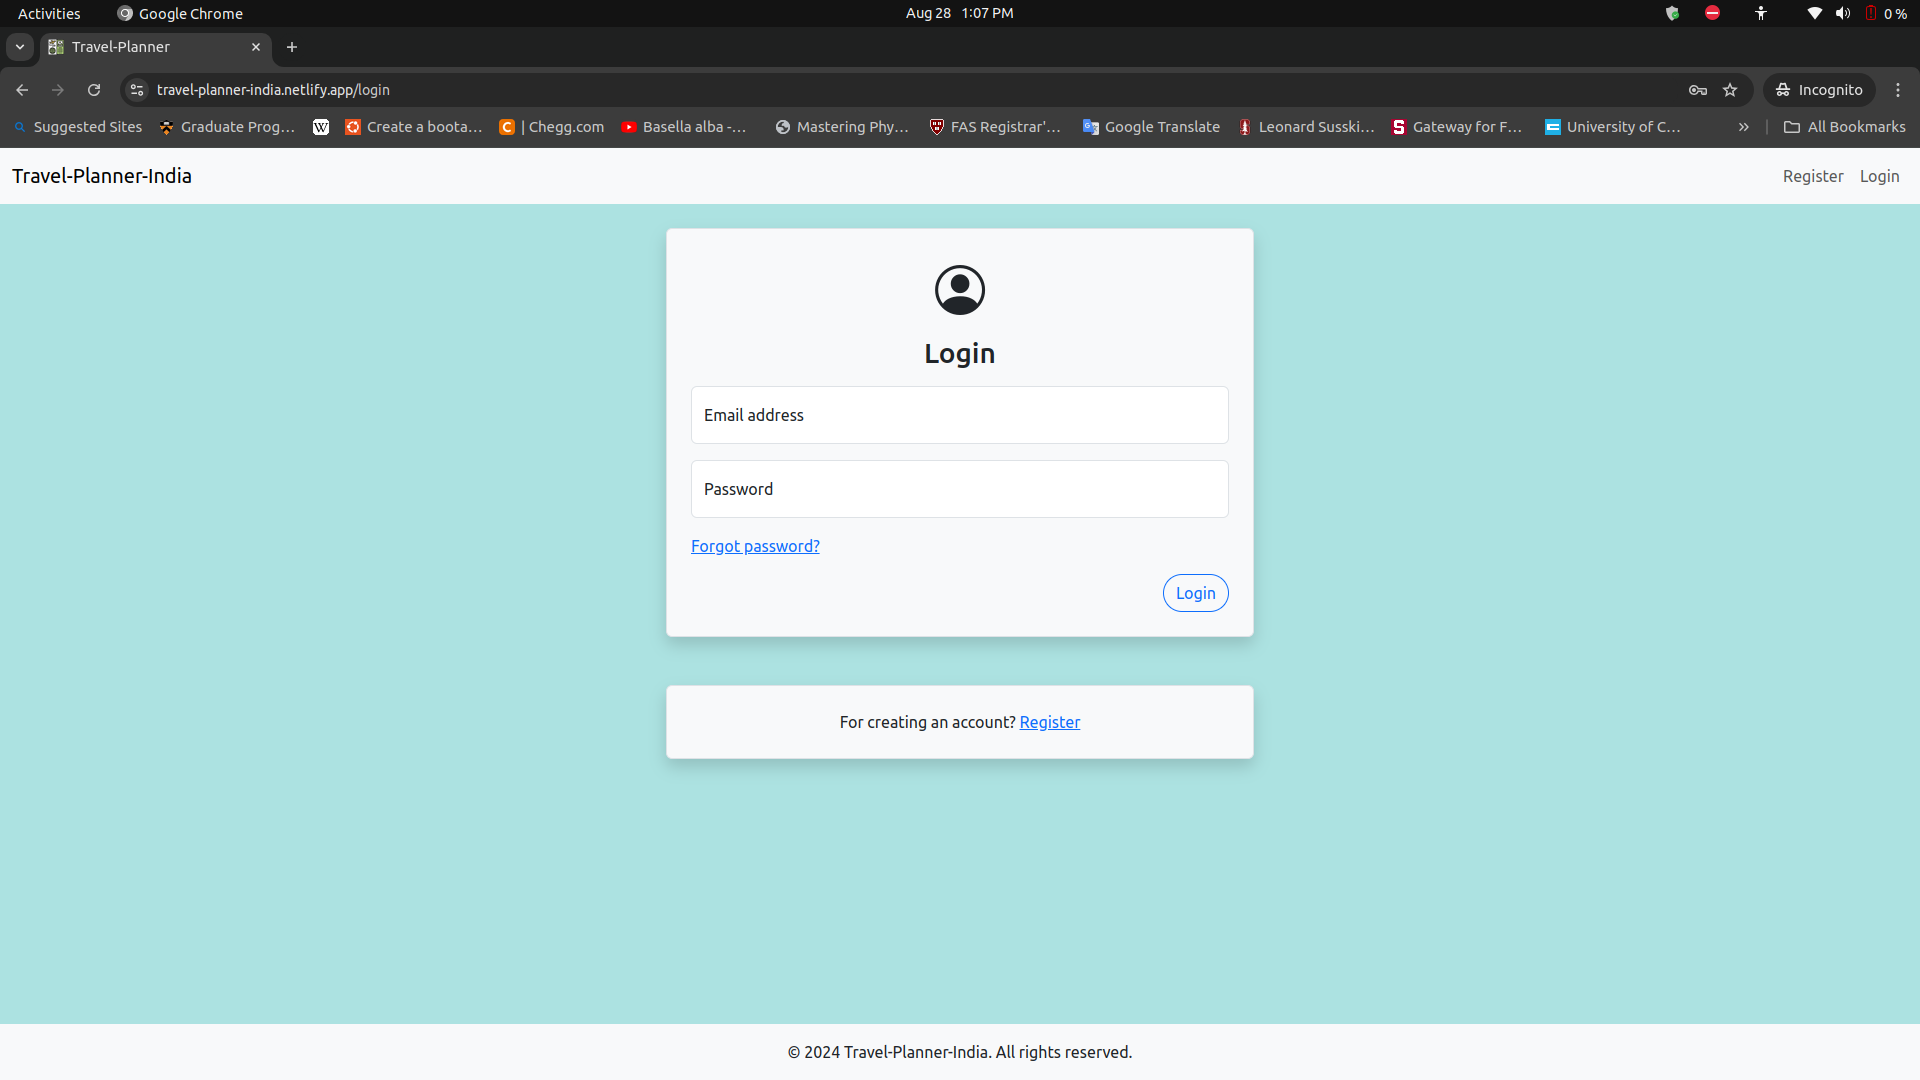 Activities Google Chrome Aug 28 1:07 PM 0 %
Travel-Planner
travel-planner-india.netlify.app/login Incognito
Suggested Sites Graduate Prog... W Create a boota... C | Chegg.com Basella alba -... Mastering Phy... FAS Registrar'... Google Translate Leonard Susski... S Gateway for F... University of C... » All Bookmarks
Travel-Planner-India Register Login
Login
Email address
Password
Forgot password?
Login
For creating an account? Register
© 2024 Travel-Planner-India. All rights reserved.